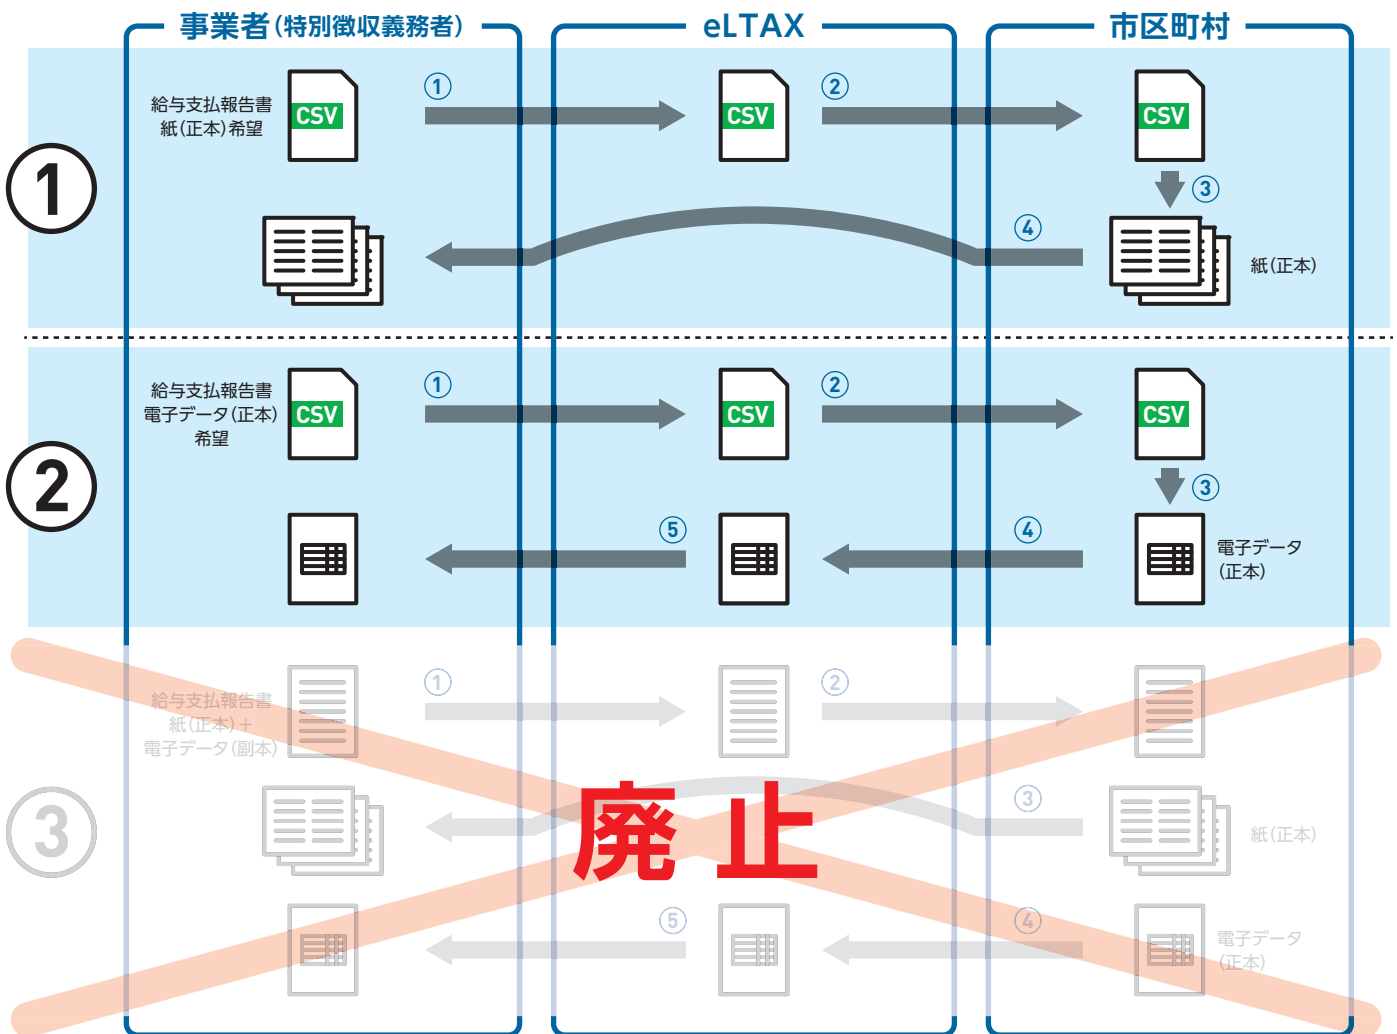 事業者(特別徴収義務者)
eLTAX
市区町村
①
給与支払報告書
紙(正本)希望
CSV
①
CSV
②
CSV
③
④
紙(正本)
②
給与支払報告書
電子データ(正本)
希望
CSV
①
CSV
②
CSV
③
⑤
④
電子データ
(正本)
③
給与支払報告書
紙(正本)+
電子データ(副本)
①
②
廃止
③
紙(正本)
⑤
④
電子データ
(正本)